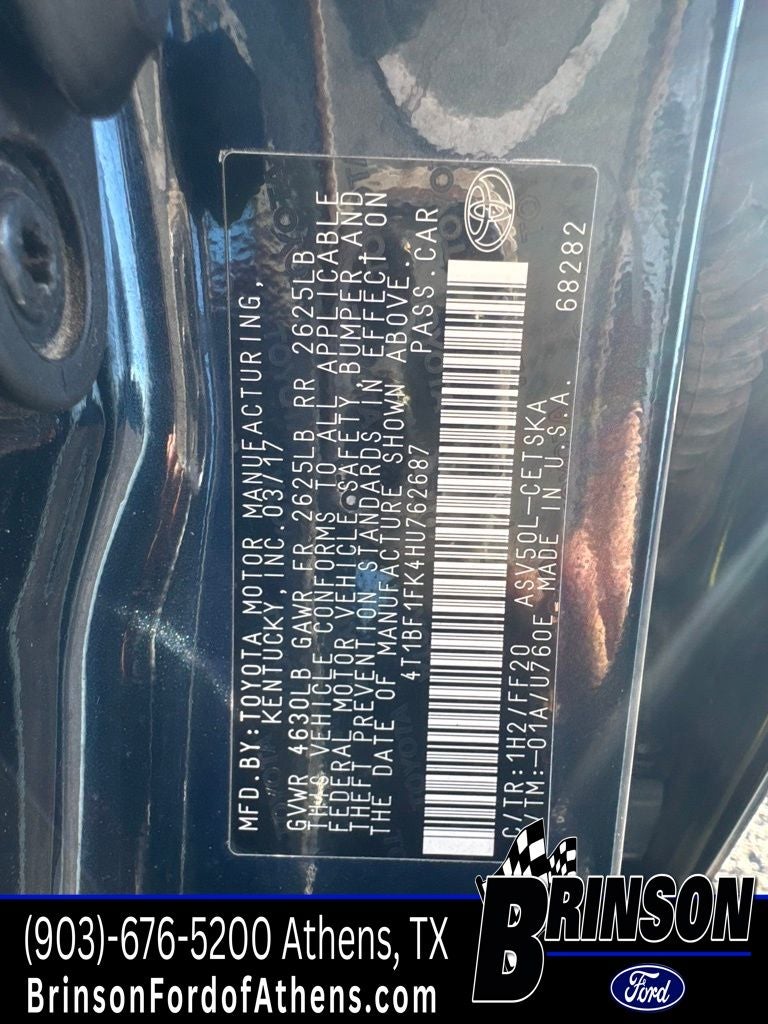 MFD.BY:TOYOTA MOTOR MANUFACTURING,
KENTUCKY, INC. 03/17
GVWR 4630LB GAWR FR 2625LB RR 2625LB
THIS VEHICLE CONFORMS TO ALL APPLICABLE
FEDERAL MOTOR VEHICLE SAFETY, BUMPER, AND
THEFT PREVENTION STANDARDS IN EFFECT ON
THE DATE OF MANUFACTURE SHOWN ABOVE.
4T1BF1FK4HU762687 PASS.CAR
C/TR:1H2/FF20 ASV50L-CETSKA
/TM:-01A/U760E MADE IN U.S.A.
68282
(903)-676-5200 Athens, TX
BrinsonFordofAthens.com
BRINSON
Ford